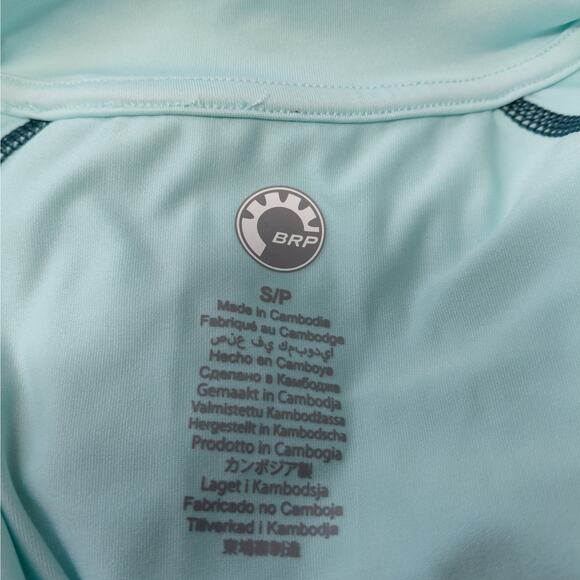 BRP
S/P
Made in Cambodia
Fabriqué au Cambodge
عنص يف كمبوديا
Hecho en Camboya
Сделано в Камбодже
Gemaakt in Cambodja
Valmistettu Kambodžassa
Hergestellt in Kambodscha
Prodotto in Cambogia
カンボジア製
Laget i Kambodsja
Fabricado no Camboja
Tillverkad i Kambodja
柬埔寨制造